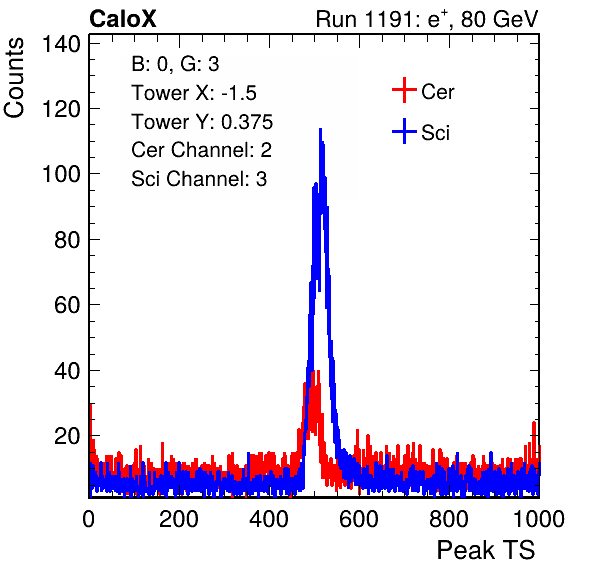 CaloX Run 1191: e⁺, 80 GeV
Counts
140
120
100
80
60
40
20
B: 0, G: 3
Tower X: -1.5
Tower Y: 0.375
Cer Channel: 2
Sci Channel: 3
Cer
Sci
0 200 400 600 800 1000
Peak TS